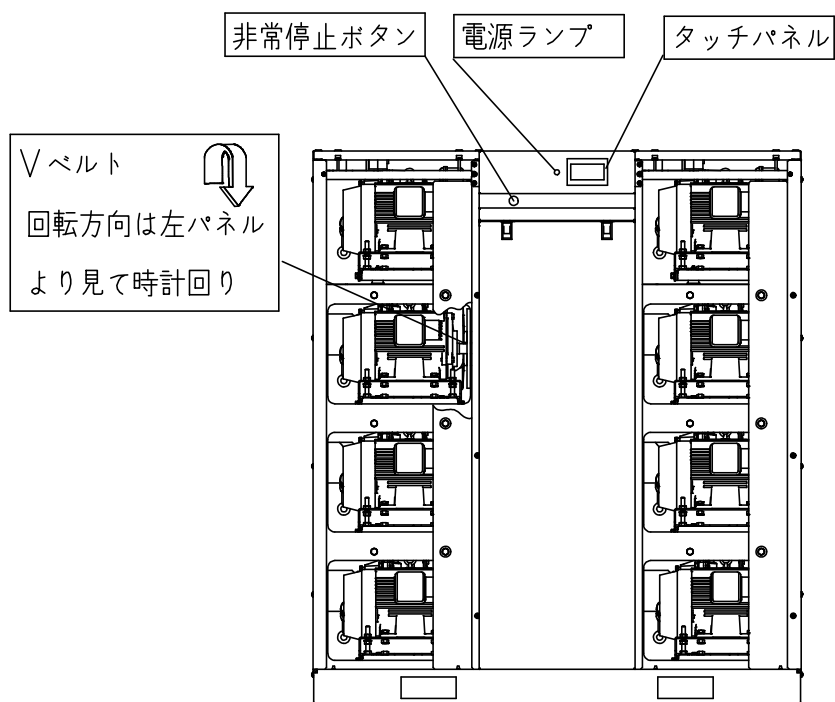 非常停止ボタン
電源ランプ
タッチパネル
Vベルト
回転方向は左パネル
より見て時計回り